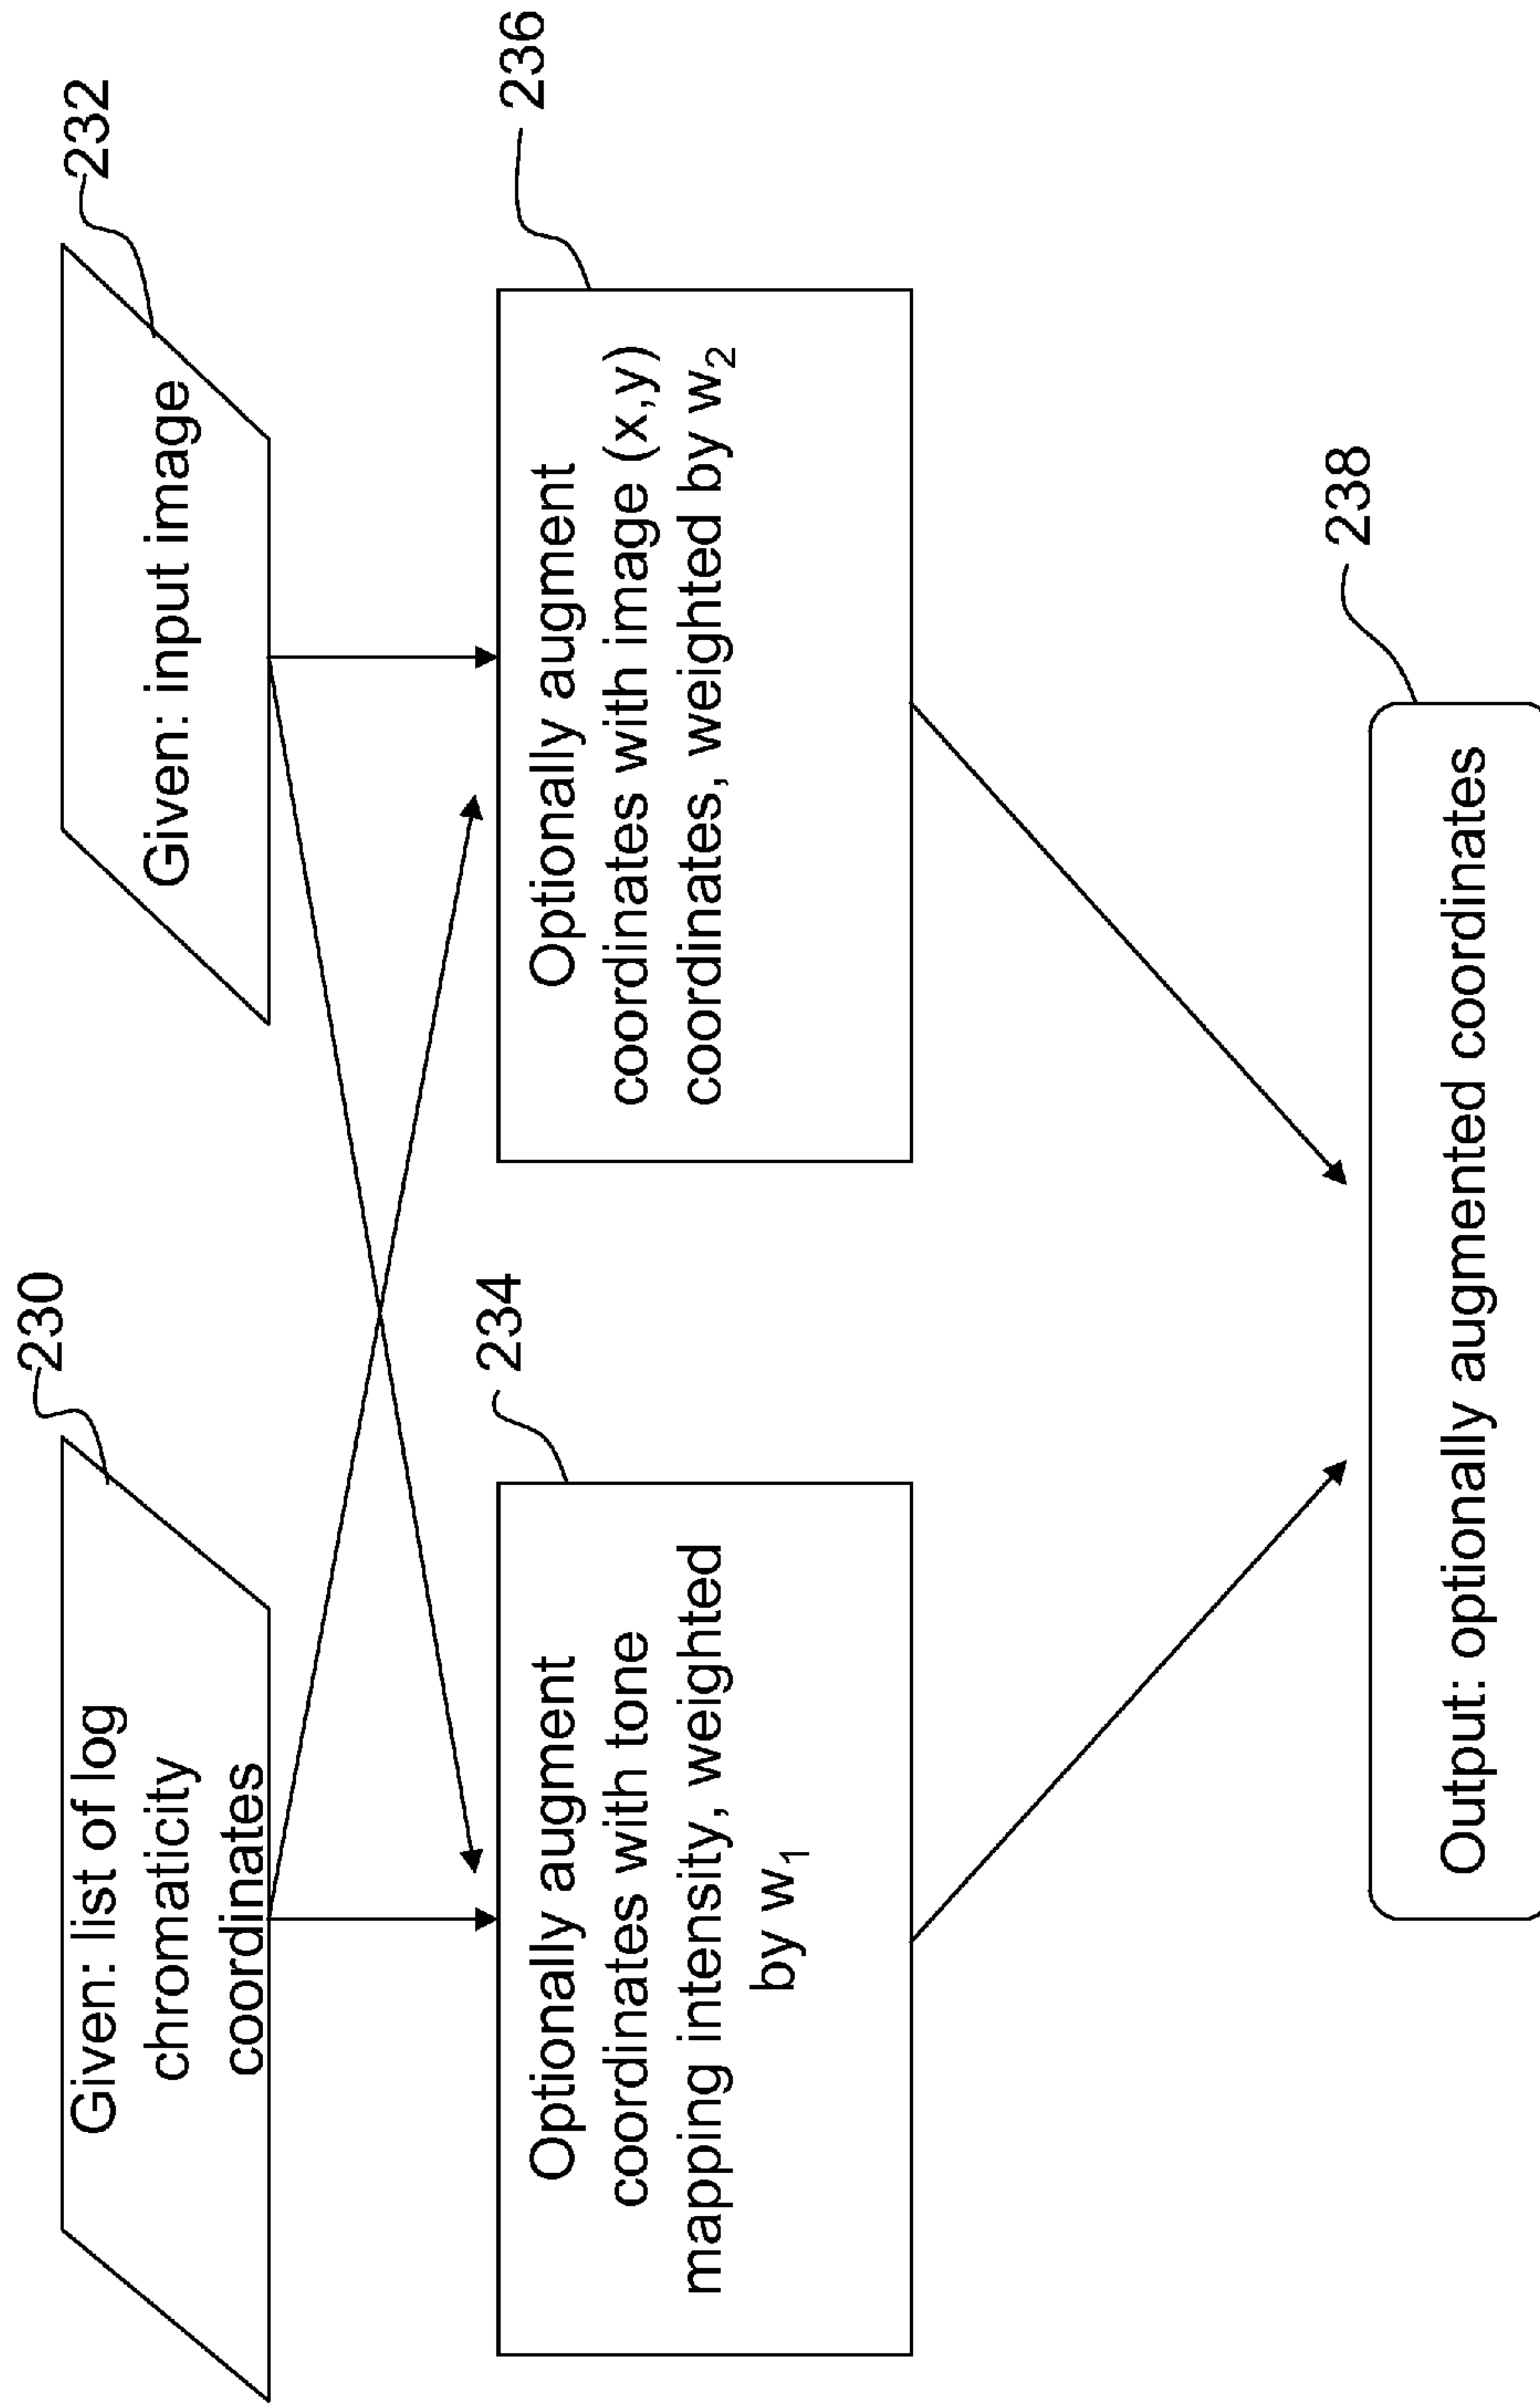 230
Given: list of log
chromaticity
coordinates
232
Given: input image
234
Optionally augment
coordinates with tone
mapping intensity, weighted
by w₁
236
Optionally augment
coordinates with image (x,y)
coordinates, weighted by w₂
238
Output: optionally augmented coordinates